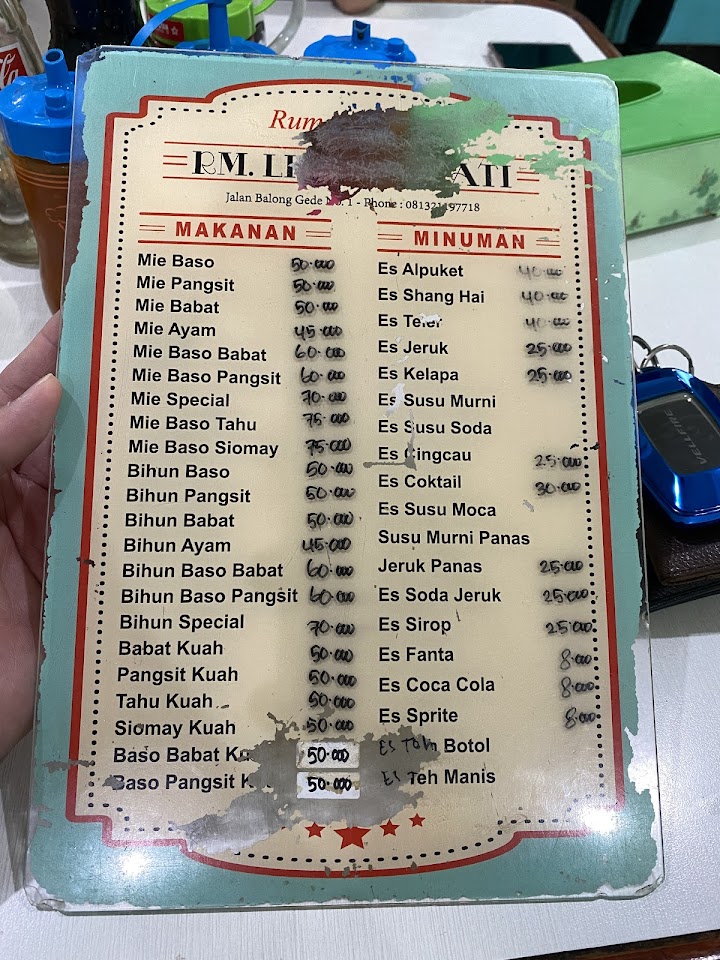 Rum
RM. LE ATI
Jalan Balong Gede No. 1 - Phone : 081321197718
MAKANAN
Mie Baso 50.000
Mie Pangsit 50.000
Mie Babat 50.000
Mie Ayam 45.000
Mie Baso Babat 60.000
Mie Baso Pangsit 60.000
Mie Special 70.000
Mie Baso Tahu 75.000
Mie Baso Siomay 75.000
Bihun Baso 50.000
Bihun Pangsit 50.000
Bihun Babat 50.000
Bihun Ayam 45.000
Bihun Baso Babat 60.000
Bihun Baso Pangsit 60.000
Bihun Special 70.000
Babat Kuah 50.000
Pangsit Kuah 50.000
Tahu Kuah 50.000
Siomay Kuah 50.000
Baso Babat Ku 50.000
Baso Pangsit K 50.000
MINUMAN
Es Alpuket 40.000
Es Shang Hai 40.000
Es Teler 40.000
Es Jeruk 25.000
Es Kelapa 25.000
Es Susu Murni
Es Susu Soda
Es Cingcau 25.000
Es Coktail 30.000
Es Susu Moca
Susu Murni Panas
Jeruk Panas 25.000
Es Soda Jeruk 25.000
Es Sirop 25.000
Es Fanta 8.000
Es Coca Cola 8.000
Es Sprite 8.000
Es Teh Botol
Es Teh Manis
VELLFIRE